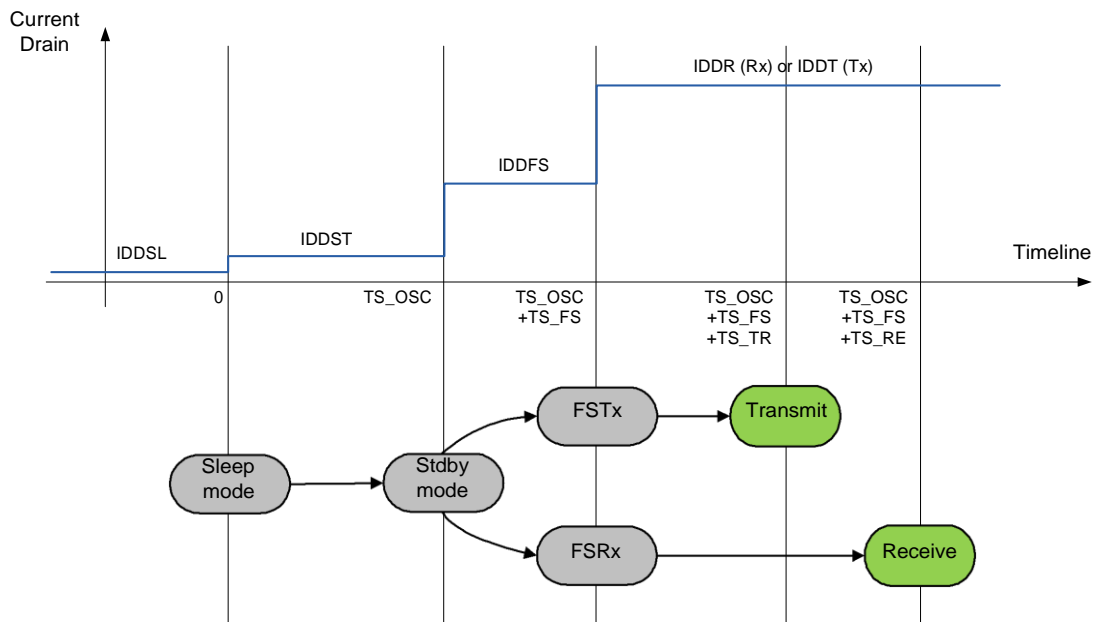 Current
Drain
IDDR (Rx) or IDDT (Tx)
IDDFS
IDDST
IDDSL
Timeline
0
TS_OSC
TS_OSC
+TS_FS
TS_OSC
+TS_FS
+TS_TR
TS_OSC
+TS_FS
+TS_RE
FSTx
Transmit
Sleep
mode
Stdby
mode
FSRx
Receive